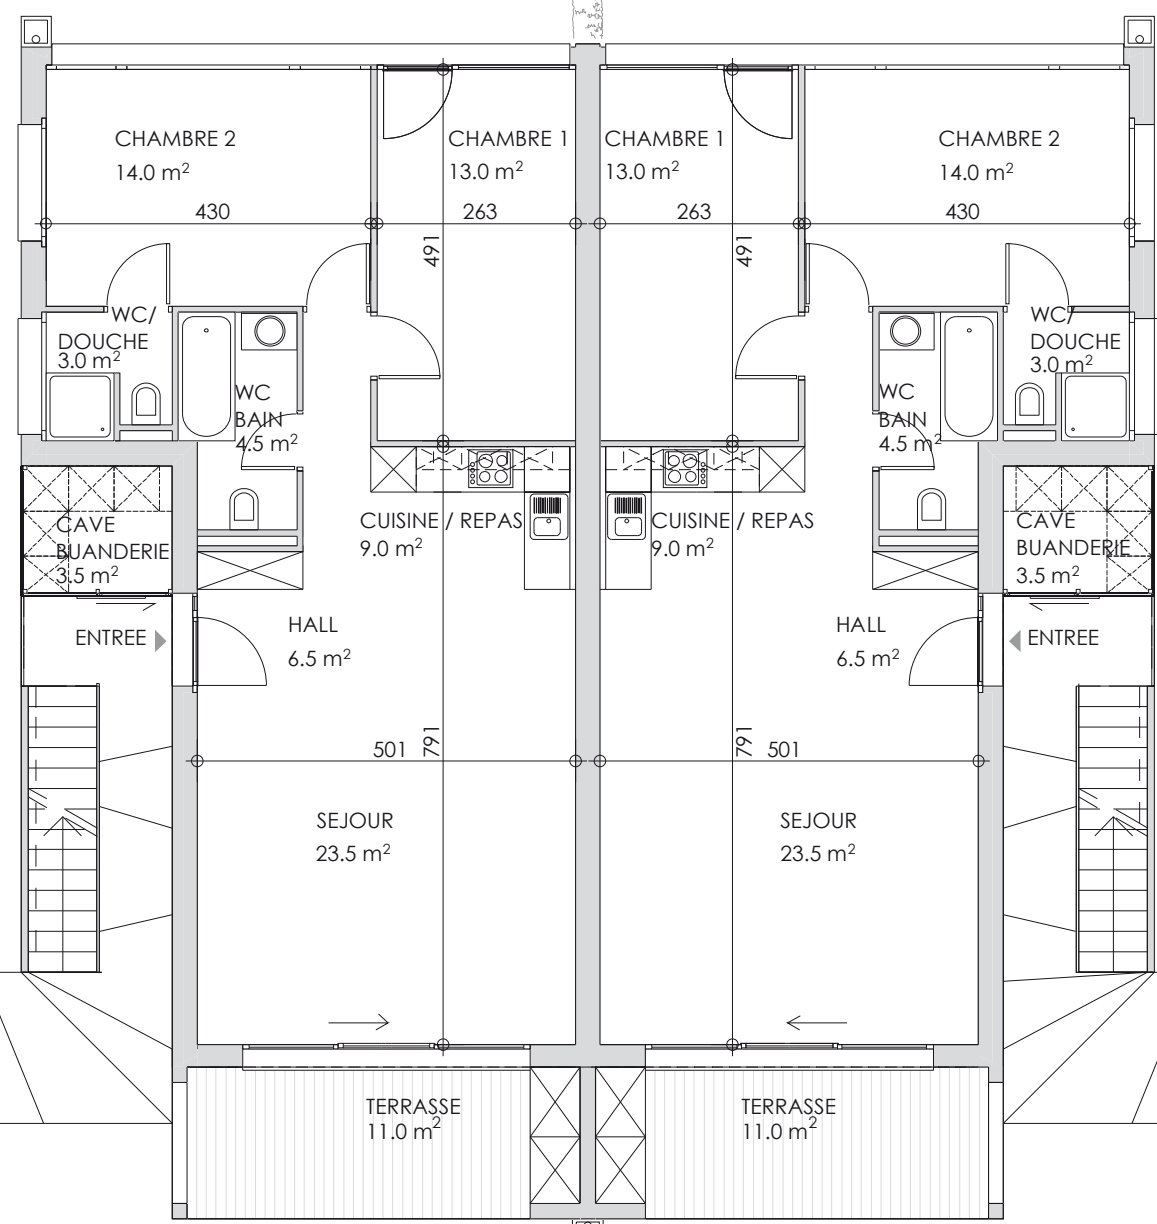 CHAMBRE 2
14.0 m²
CHAMBRE 1
13.0 m²
CHAMBRE 1
13.0 m²
CHAMBRE 2
14.0 m²
430
263
263
430
491
491
WC/
DOUCHE
3.0 m²
WC
BAIN
4.5 m²
WC
BAIN
4.5 m²
WC/
DOUCHE
3.0 m²
CAVE
BUANDERIE
3.5 m²
CUISINE / REPAS
9.0 m²
CUISINE / REPAS
9.0 m²
CAVE
BUANDERIE
3.5 m²
ENTREE
HALL
6.5 m²
HALL
6.5 m²
ENTREE
501
791
791
501
SEJOUR
23.5 m²
SEJOUR
23.5 m²
TERRASSE
11.0 m²
TERRASSE
11.0 m²